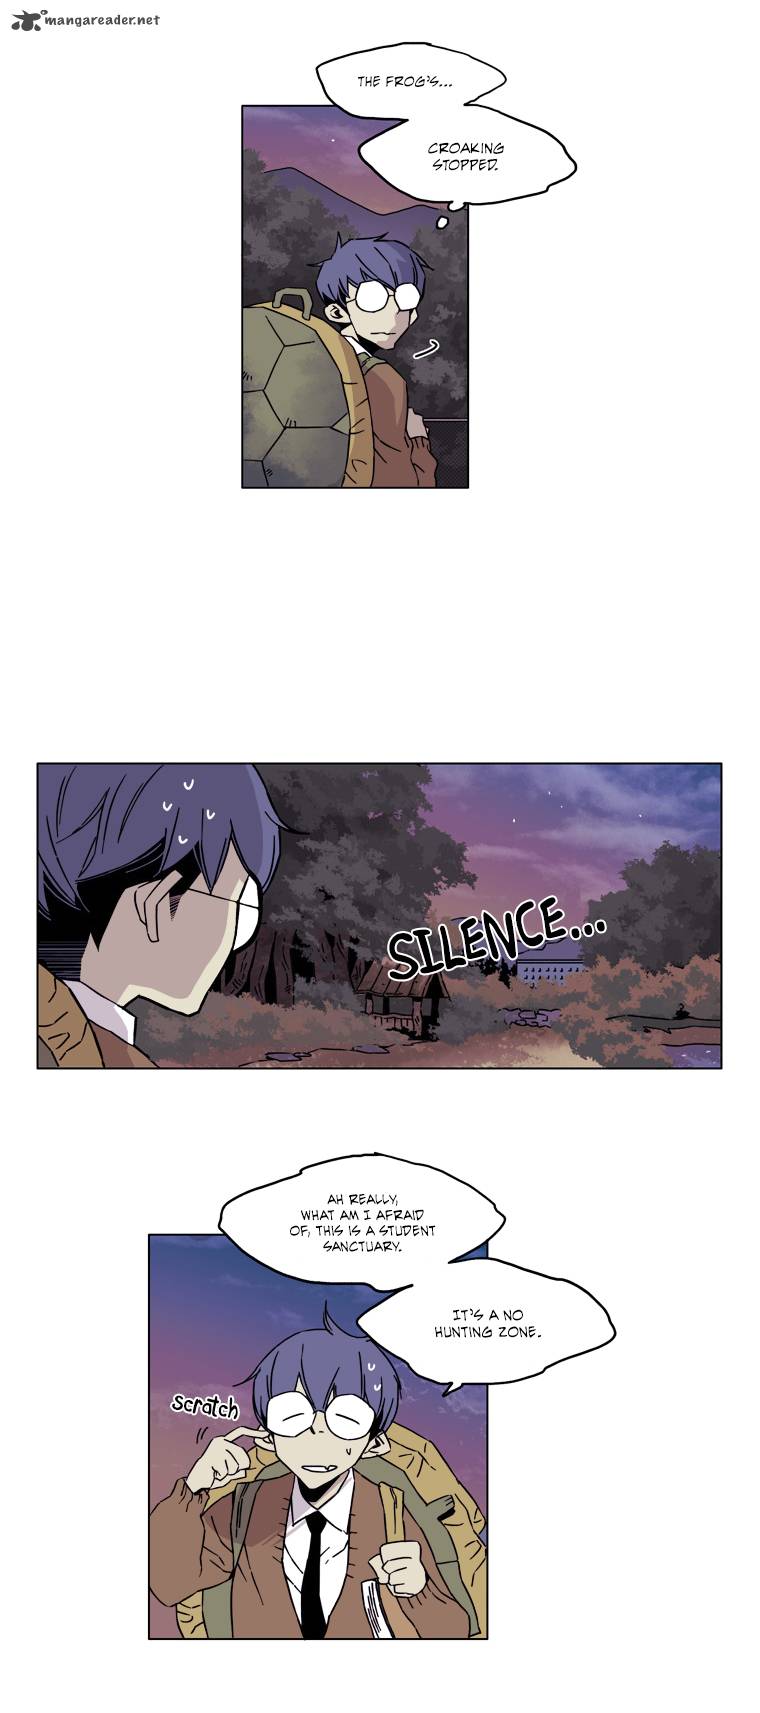 mangareader.net
THE FROG'S...
CROAKING
STOPPED.
SILENCE...
AH REALLY,
WHAT AM I AFRAID
OF, THIS IS A STUDENT
SANCTUARY.
IT'S A NO
HUNTING ZONE.
scratch